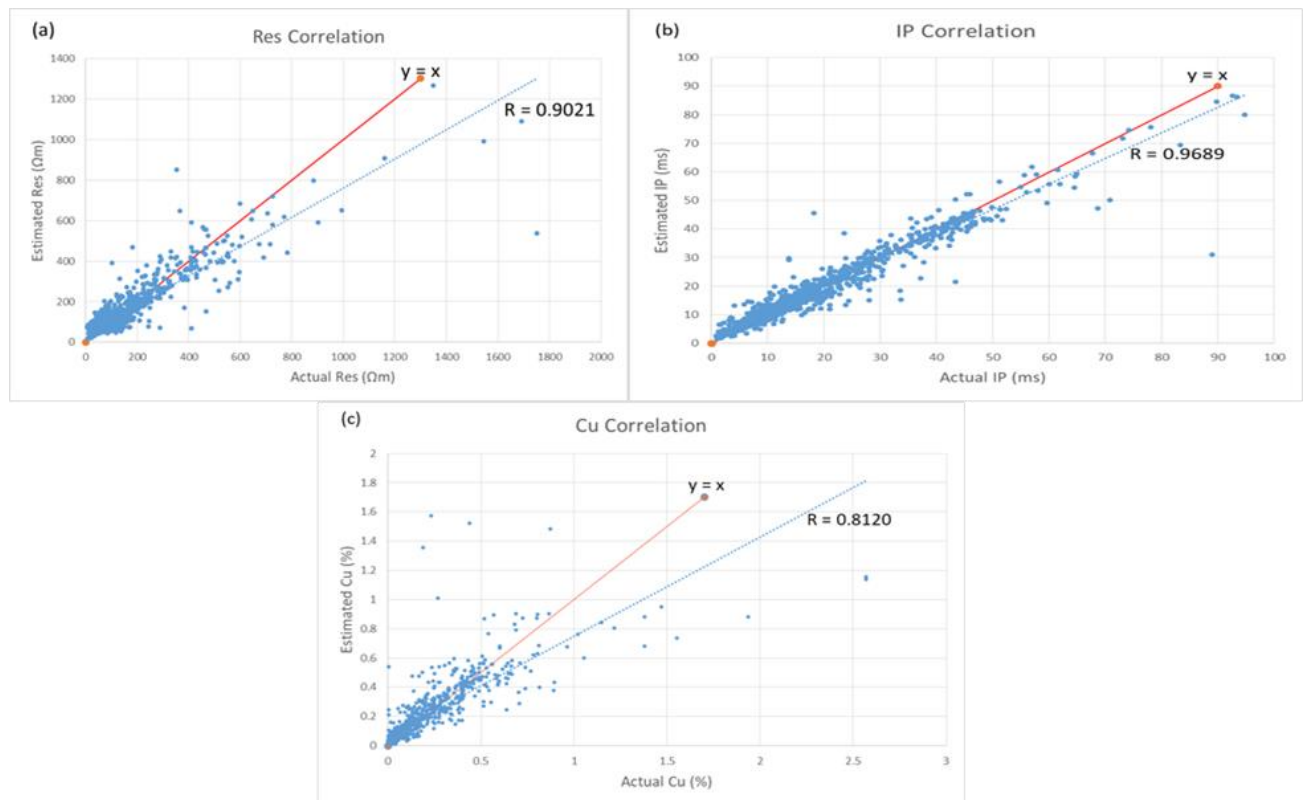 (a)
Res Correlation
1400
1200
1000
800
600
400
200
0
0 200 400 600 800 1000 1200 1400 1600 1800 2000
Estimated Res (Ωm)
Actual Res (Ωm)
y = x
R = 0.9021
(b)
IP Correlation
100
90
80
70
60
50
40
30
20
10
0
0 10 20 30 40 50 60 70 80 90 100
Estimated IP (ms)
Actual IP (ms)
y = x
R = 0.9689
(c)
Cu Correlation
2
1.8
1.6
1.4
1.2
1
0.8
0.6
0.4
0.2
0
0 0.5 1 1.5 2 2.5 3
Estimated Cu (%)
Actual Cu (%)
y = x
R = 0.8120